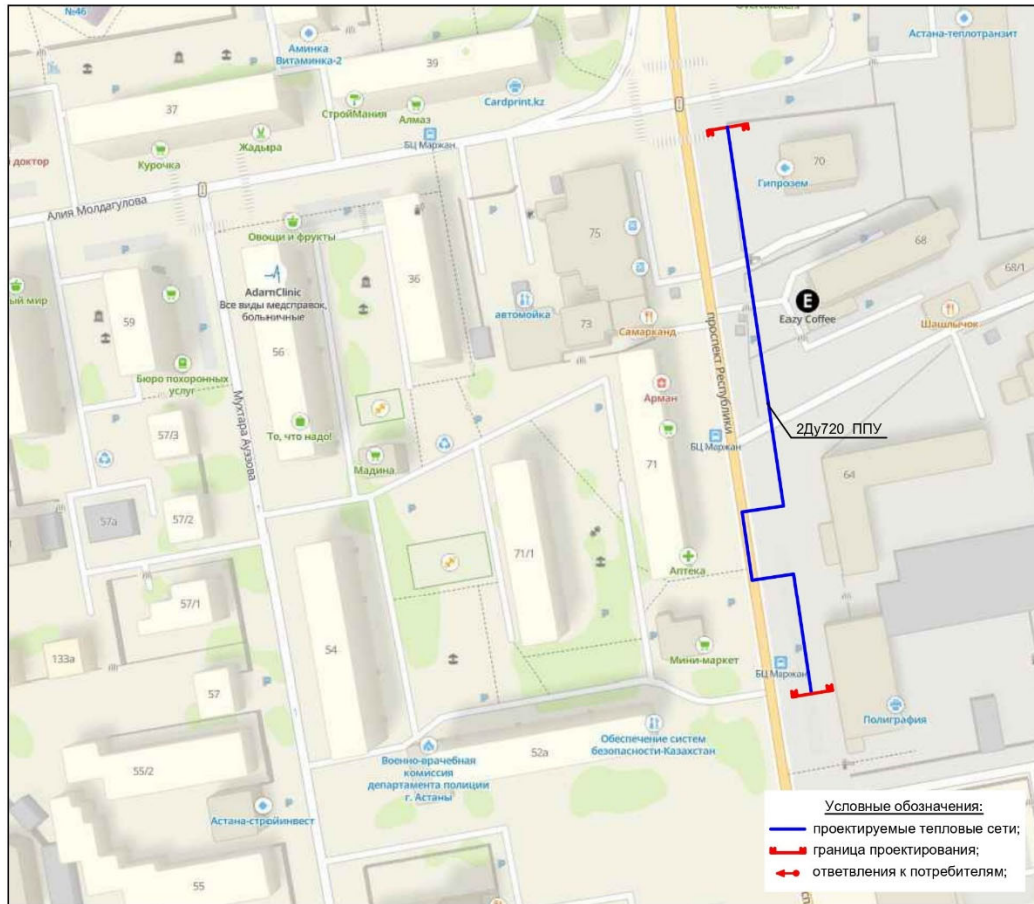 №46
Аминка
Витаминка-2
39
Cardprint.kz
Астана-теплотранзит
37
СтройМания
Алмаз
БЦ Маржан
й доктор
Курочка
Жадыра
Алия Молдагулова
70
Гипрозем
Овощи и фрукты
36
75
68
68/1
ый мир
59
AdamClinic
Все виды медсправок,
больничные
автомойка
73
Самарканд
E
Eazy Coffee
Шашлычок
56
проспект Республики
Бюро похоронных
услуг
Мухтара Ауэзова
Арман
То, что надо!
57/3
БЦ Маржан
2Ду720 ППУ
Мадина
71
64
57а
57/2
71/1
Аптека
57/1
54
133а
Мини-маркет
БЦ Маржан
57
Полиграфия
Военно-врачебная
комиссия
департамента полиции
г. Астаны
52а
Обеспечение систем
безопасности-Казахстан
55/2
Астана-стройинвест
55
Условные обозначения:
проектируемые тепловые сети;
граница проектирования;
ответвления к потребителям;